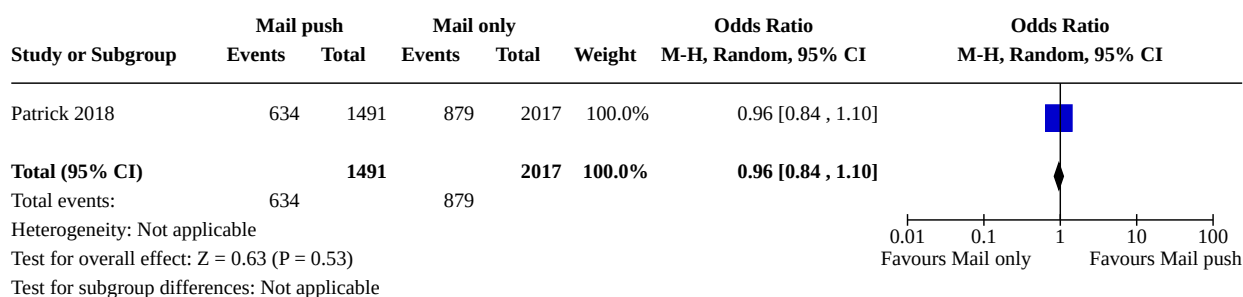 Mail push Mail only Odds Ratio Odds Ratio
Study or Subgroup Events Total Events Total Weight M-H, Random, 95% CI M-H, Random, 95% CI
Patrick 2018 634 1491 879 2017 100.0% 0.96 [0.84 , 1.10]
Total (95% CI) 1491 2017 100.0% 0.96 [0.84 , 1.10]
Total events: 634 879
Heterogeneity: Not applicable
0.01 0.1 1 10 100
Test for overall effect: Z = 0.63 (P = 0.53) Favours Mail only Favours Mail push
Test for subgroup differences: Not applicable